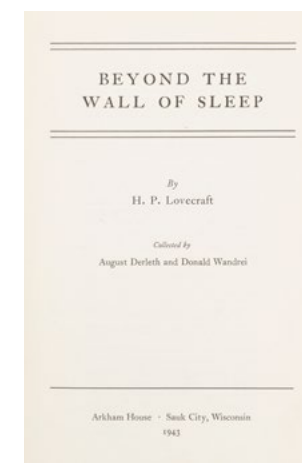 BEYOND THE
WALL OF SLEEP
By
H. P. Lovecraft
Collected by
August Derleth and Donald Wandrei
Arkham House · Sauk City, Wisconsin
1943